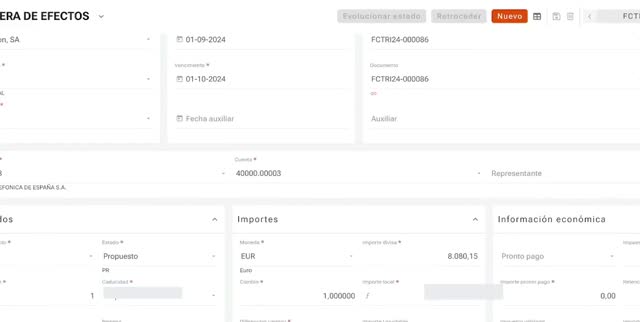 ERA DE EFECTOS
Evolucionar estado
Retroceder
Nuevo
FCTRI
on, SA
01-09-2024
FCTRI24-000086
Vencimiento *
Documento
01-10-2024
FCTRI24-000086
Fecha auxiliar
Auxiliar
Cuenta *
40000.00003
Representante
EFONICA DE ESPAÑA S.A.
dos
Importes
Información económica
Estado *
Moneda *
Importe divisa *
Propuesto
EUR
8.080,15
Pronto pago
PR
Euro
Caducidad *
Cambio *
Importe local *
Importe pronto pago *
1
1,000000
0,00